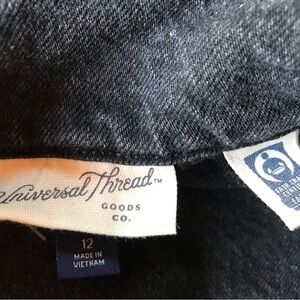 Universal Thread™
GOODS
CO.
12
MADE IN
VIETNAM